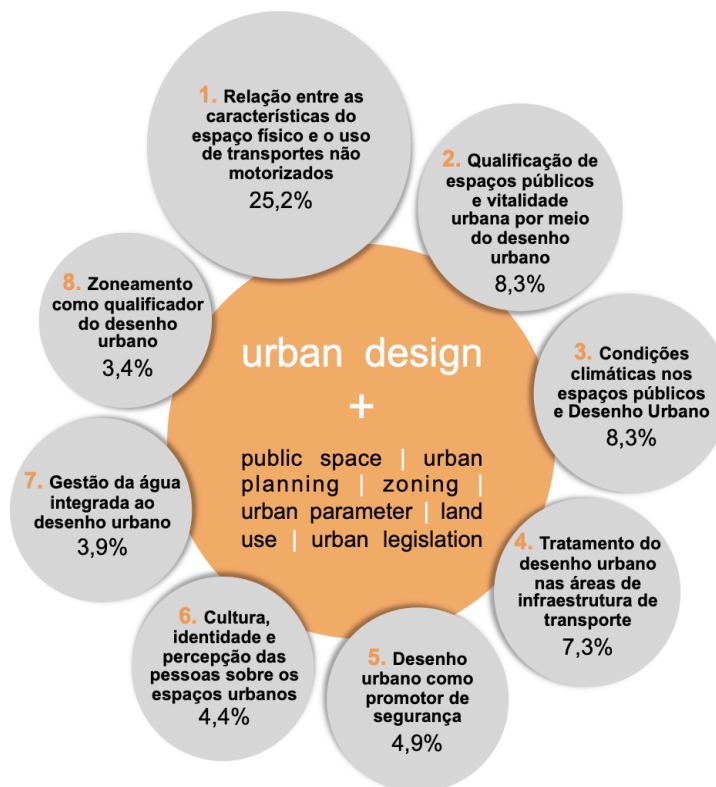 1. Relação entre as
características do
espaço físico e o uso
de transportes não
motorizados
25,2%
2. Qualificação de
espaços públicos
e vitalidade
urbana por meio
do desenho
urbano
8,3%
3. Condições
climáticas nos
espaços públicos
e Desenho Urbano
8,3%
4. Tratamento do
desenho urbano
nas áreas de
infraestrutura de
transporte
7,3%
5. Desenho
urbano como
promotor de
segurança
4,9%
6. Cultura,
identidade e
percepção das
pessoas sobre os
espaços urbanos
4,4%
7. Gestão da água
integrada ao
desenho urbano
3,9%
8. Zoneamento
como qualificador
do desenho
urbano
3,4%
urban design
+
public space | urban
planning | zoning |
urban parameter | land
use | urban legislation